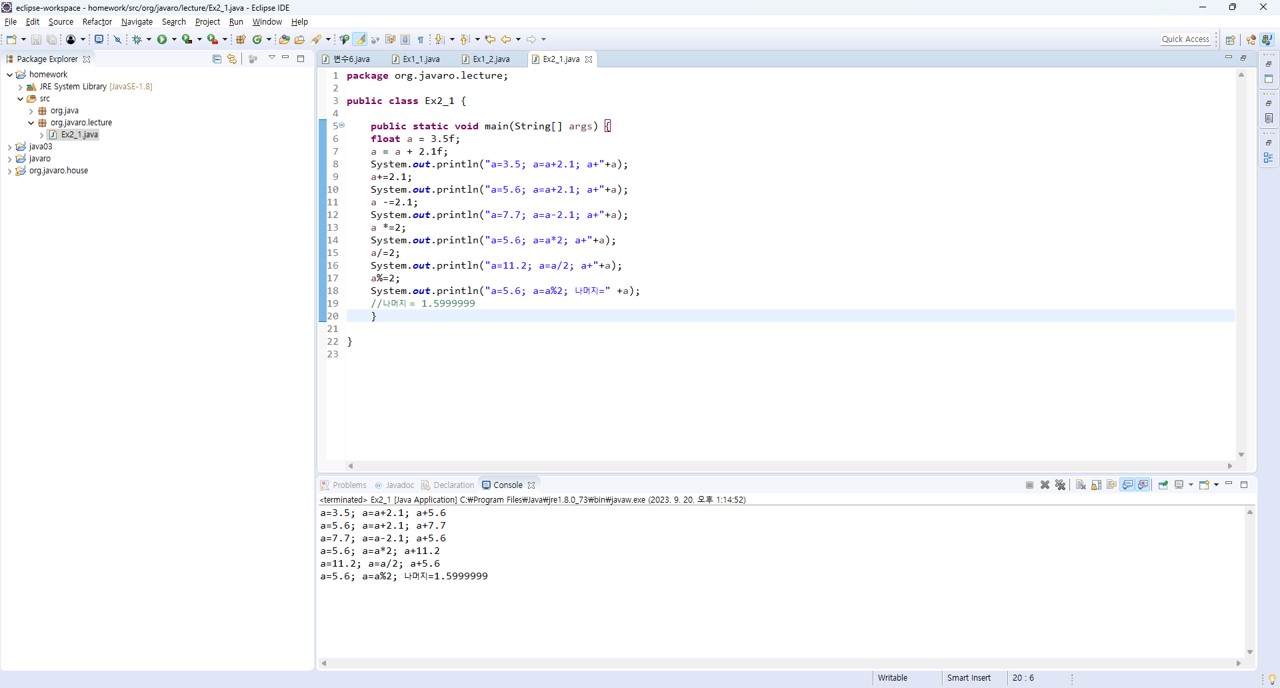 eclipse-workspace - homework/src/org/javaro/lecture/Ex2_1.java - Eclipse IDE
File Edit Source Refactor Navigate Search Project Run Window Help
Quick Access
Package Explorer
변수6.java Ex1_1.java Ex1_2.java Ex2_1.java
homework
JRE System Library [JavaSE-1.8]
src
org.java
org.javaro.lecture
Ex2_1.java
java03
javaro
org.javaro.house
1 package org.javaro.lecture;
2
3 public class Ex2_1 {
4
5 public static void main(String[] args) {
6 float a = 3.5f;
7 a = a + 2.1f;
8 System.out.println("a=3.5; a=a+2.1; a+"+a);
9 a+=2.1;
10 System.out.println("a=5.6; a=a+2.1; a+"+a);
11 a -=2.1;
12 System.out.println("a=7.7; a=a-2.1; a+"+a);
13 a *=2;
14 System.out.println("a=5.6; a=a*2; a+"+a);
15 a/=2;
16 System.out.println("a=11.2; a=a/2; a+"+a);
17 a%=2;
18 System.out.println("a=5.6; a=a%2; 나머지=" +a);
19 //나머지 = 1.5999999
20 }
21
22 }
23
Problems Javadoc Declaration Console
<terminated> Ex2_1 [Java Application] C:₩Program Files₩Java₩jre1.8.0_73₩bin₩javaw.exe (2023. 9. 20. 오후 1:14:52)
a=3.5; a=a+2.1; a+5.6
a=5.6; a=a+2.1; a+7.7
a=7.7; a=a-2.1; a+5.6
a=5.6; a=a*2; a+11.2
a=11.2; a=a/2; a+5.6
a=5.6; a=a%2; 나머지=1.5999999
Writable Smart Insert 20 : 6